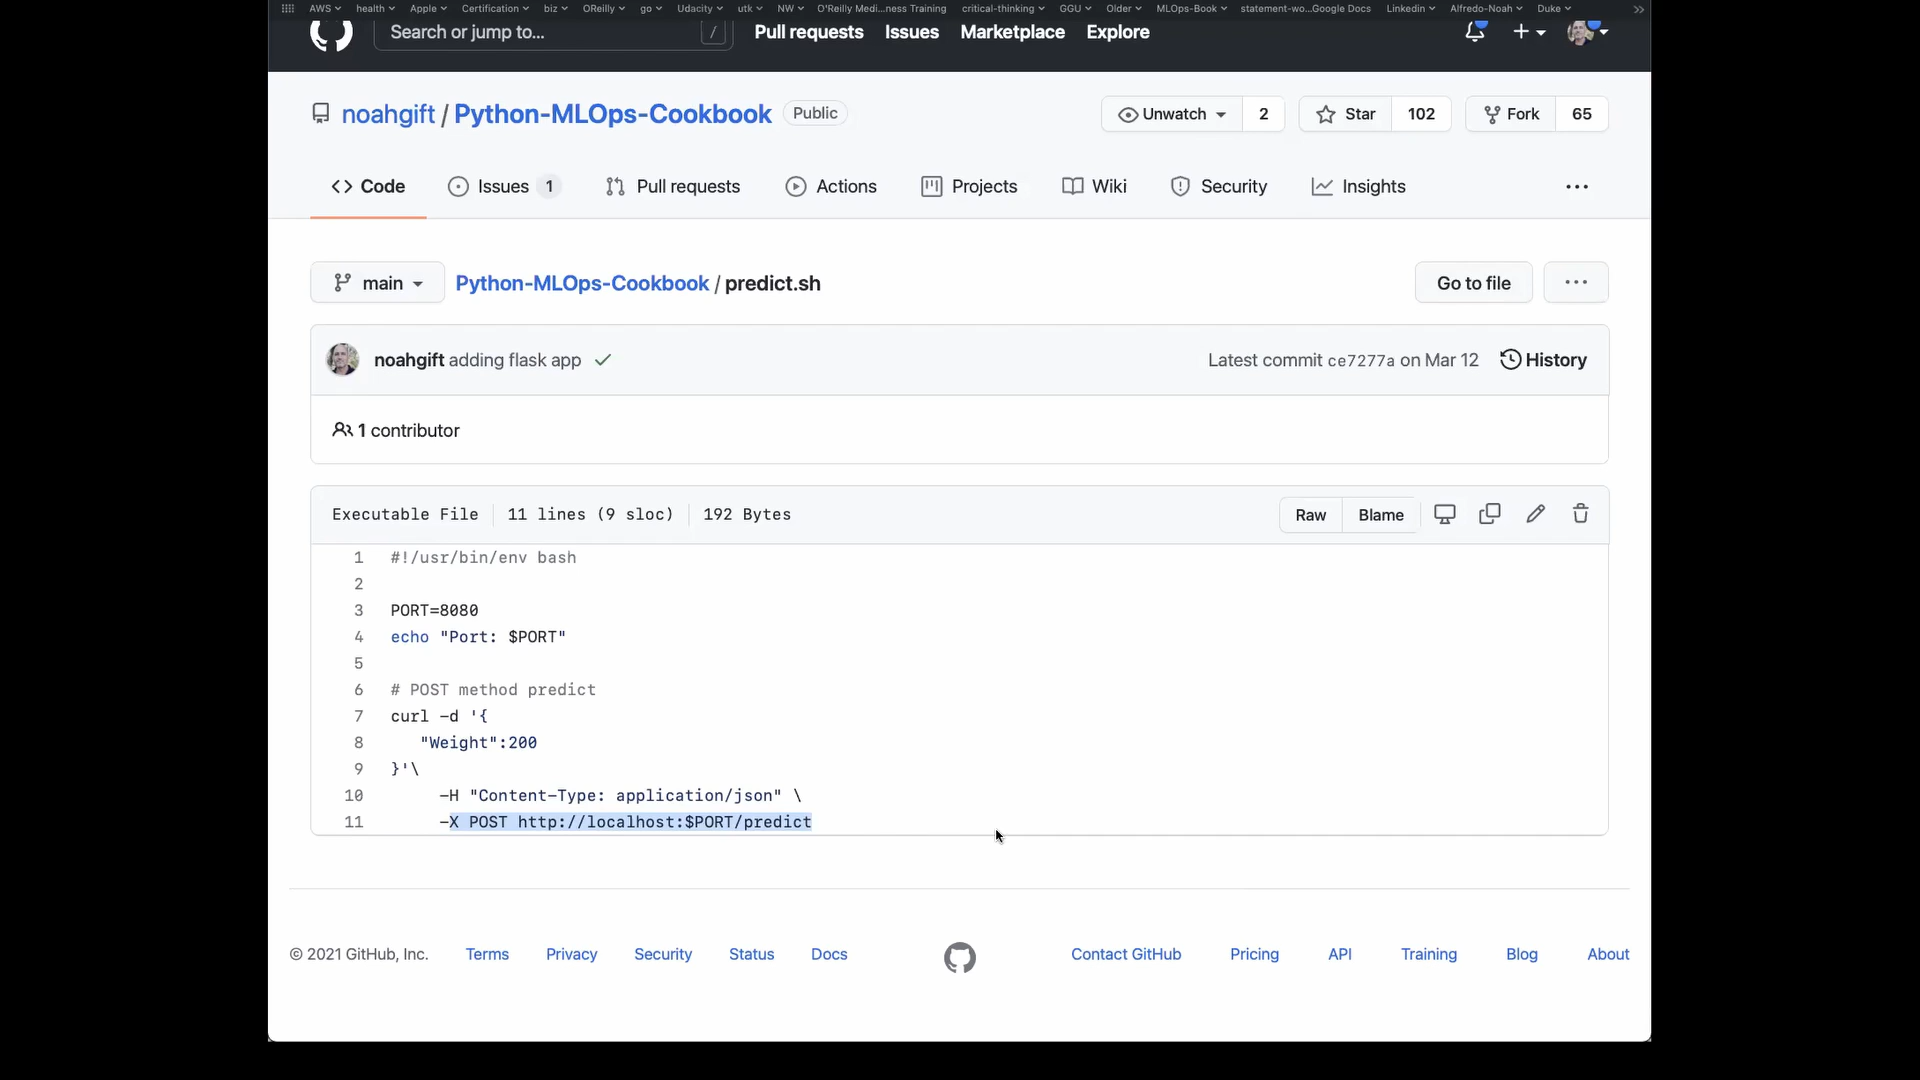 AWS health Apple Certification biz OReilly go Udacity utk NW O'Reilly Medi...ness Training critical-thinking GGU Older MLOps-Book statement-wo...Google Docs Linkedin Alfredo-Noah Duke »
Search or jump to... / Pull requests Issues Marketplace Explore
noahgift / Python-MLOps-Cookbook Public Unwatch 2 Star 102 Fork 65
Code Issues 1 Pull requests Actions Projects Wiki Security Insights ...
main Python-MLOps-Cookbook / predict.sh Go to file ...
noahgift adding flask app Latest commit ce7277a on Mar 12 History
1 contributor
Executable File 11 lines (9 sloc) 192 Bytes Raw Blame
1 #!/usr/bin/env bash
2
3 PORT=8080
4 echo "Port: $PORT"
5
6 # POST method predict
7 curl -d '{
8 "Weight":200
9 }'\
10 -H "Content-Type: application/json" \
11 -X POST http://localhost:$PORT/predict
© 2021 GitHub, Inc. Terms Privacy Security Status Docs Contact GitHub Pricing API Training Blog About